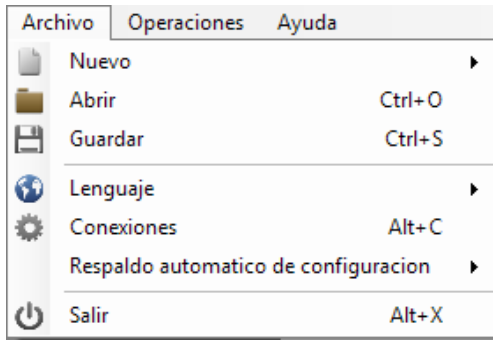 Archivo Operaciones Ayuda
Nuevo
Abrir Ctrl+O
Guardar Ctrl+S
Lenguaje
Conexiones Alt+C
Respaldo automatico de configuracion
Salir Alt+X